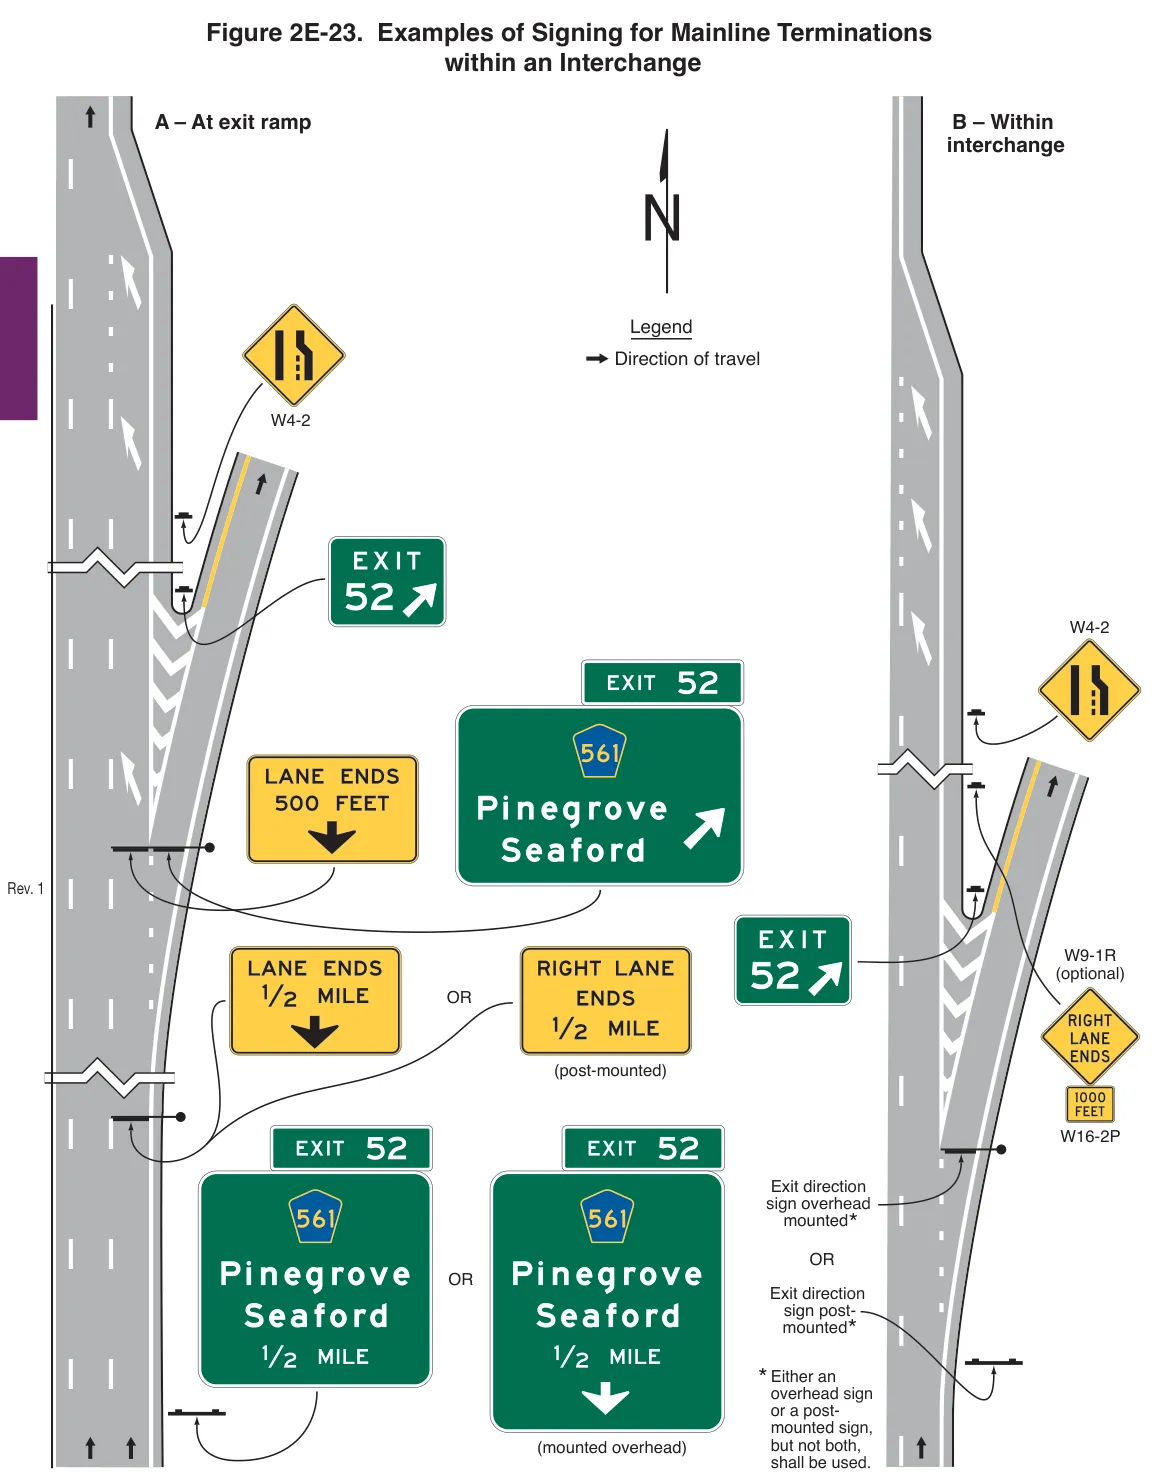 Figure 2E-23.  Examples of Signing for Mainline Terminations
within an Interchange
A – At exit ramp
B – Within
interchange
N
Legend
Direction of travel
W4-2
EXIT
52
EXIT 52
561
Pinegrove
Seaford
LANE ENDS
500 FEET
Rev. 1
LANE ENDS
1/2 MILE
OR
RIGHT LANE
ENDS
1/2 MILE
(post-mounted)
EXIT 52
561
Pinegrove
Seaford
1/2 MILE
OR
EXIT 52
561
Pinegrove
Seaford
1/2 MILE
(mounted overhead)
W4-2
EXIT
52
W9-1R
(optional)
RIGHT
LANE
ENDS
1000
FEET
W16-2P
Exit direction
sign overhead
mounted*
OR
Exit direction
sign post-
mounted*
* Either an
overhead sign
or a post-
mounted sign,
but not both,
shall be used.